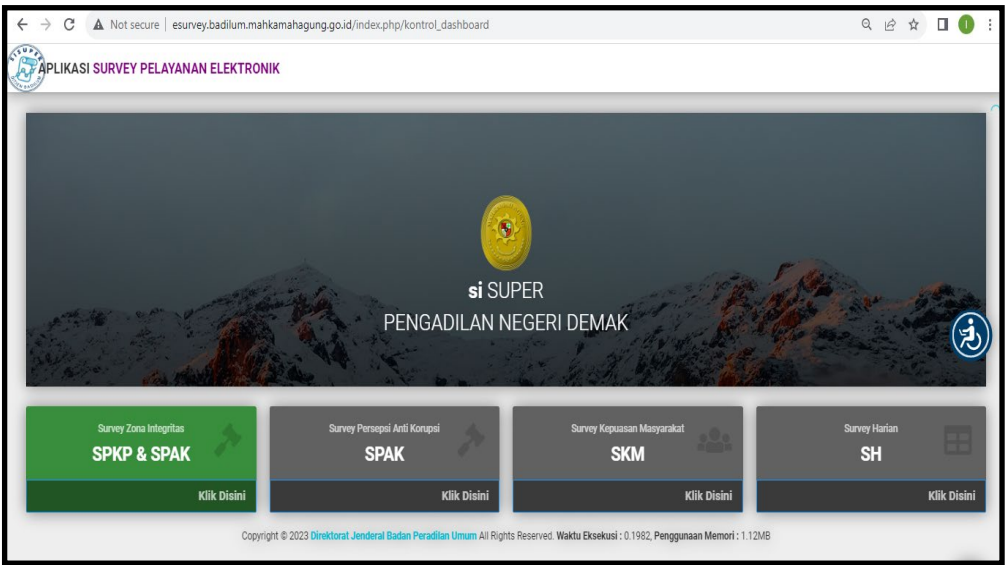 Not secure | esurvey.badilum.mahkamahagung.go.id/index.php/kontrol_dashboard
APLIKASI SURVEY PELAYANAN ELEKTRONIK
si SUPER
PENGADILAN NEGERI DEMAK
Survey Zona Integritas
SPKP & SPAK
Klik Disini
Survey Persepsi Anti Korupsi
SPAK
Klik Disini
Survey Kepuasan Masyarakat
SKM
Klik Disini
Survey Harian
SH
Klik Disini
Copyright © 2023 Direktorat Jenderal Badan Peradilan Umum All Rights Reserved. Waktu Eksekusi : 0.1982, Penggunaan Memori : 1.12MB